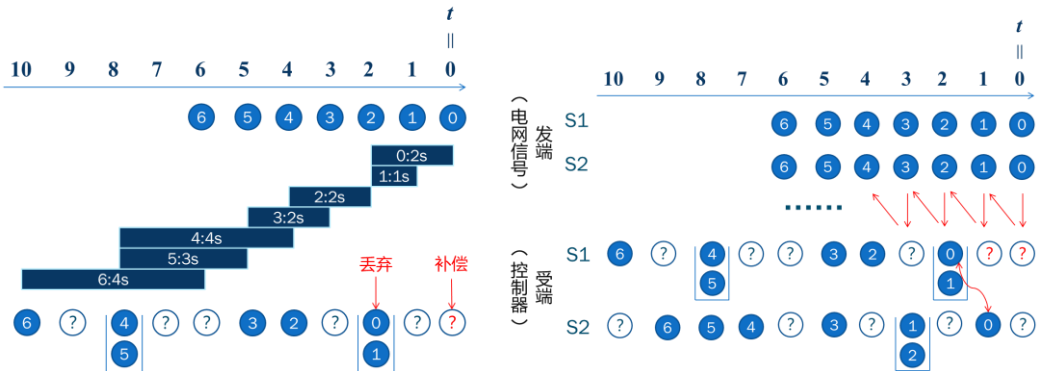 t
=
10 9 8 7 6 5 4 3 2 1 0
6 5 4 3 2 1 0
0:2s
1:1s
2:2s
3:2s
4:4s
5:3s
6:4s
丢弃 补偿
6 ? 4 ? ? 3 2 ? 0 ? ?
5 1
t
=
10 9 8 7 6 5 4 3 2 1 0
发端
(电网信号)
S1 6 5 4 3 2 1 0
S2 6 5 4 3 2 1 0
......
受端
(控制器)
S1 6 ? 4 ? ? 3 2 ? 0 ? ?
5 1
S2 ? 6 5 4 ? 3 ? 1 ? 0 ?
2